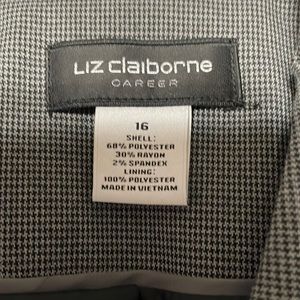 LIZ claiborne
CAREER
16
SHELL:
68% POLYESTER
30% RAYON
2% SPANDEX
LINING:
100% POLYESTER
MADE IN VIETNAM